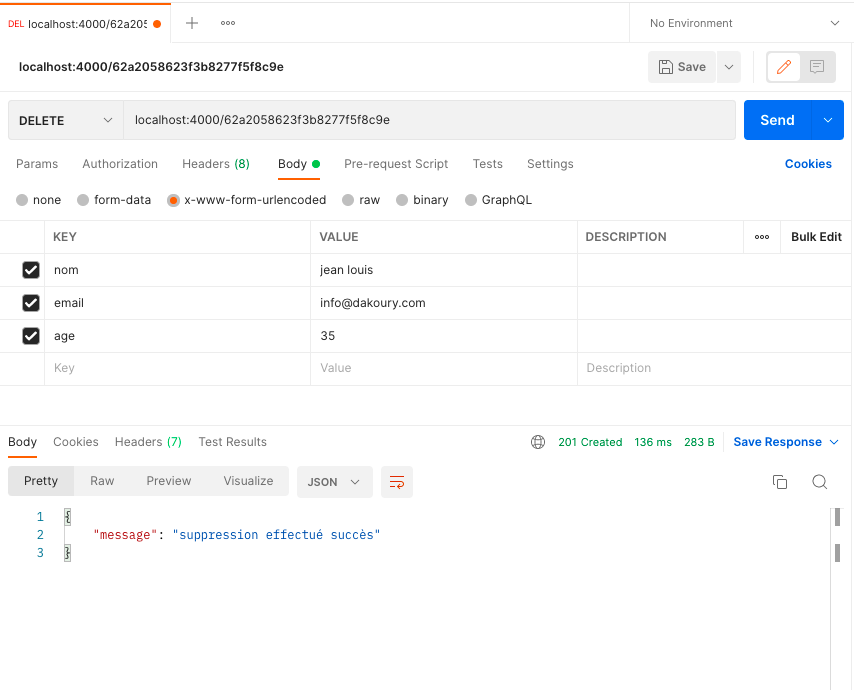 DEL localhost:4000/62a205
No Environment
localhost:4000/62a2058623f3b8277f5f8c9e
Save
DELETE localhost:4000/62a2058623f3b8277f5f8c9e Send
Params Authorization Headers (8) Body Pre-request Script Tests Settings Cookies
none form-data x-www-form-urlencoded raw binary GraphQL
KEY VALUE DESCRIPTION Bulk Edit
nom jean louis
email info@dakoury.com
age 35
Key Value Description
Body Cookies Headers (7) Test Results 201 Created 136 ms 283 B Save Response
Pretty Raw Preview Visualize JSON
1 {
2 "message": "suppression effectué succès"
3 }